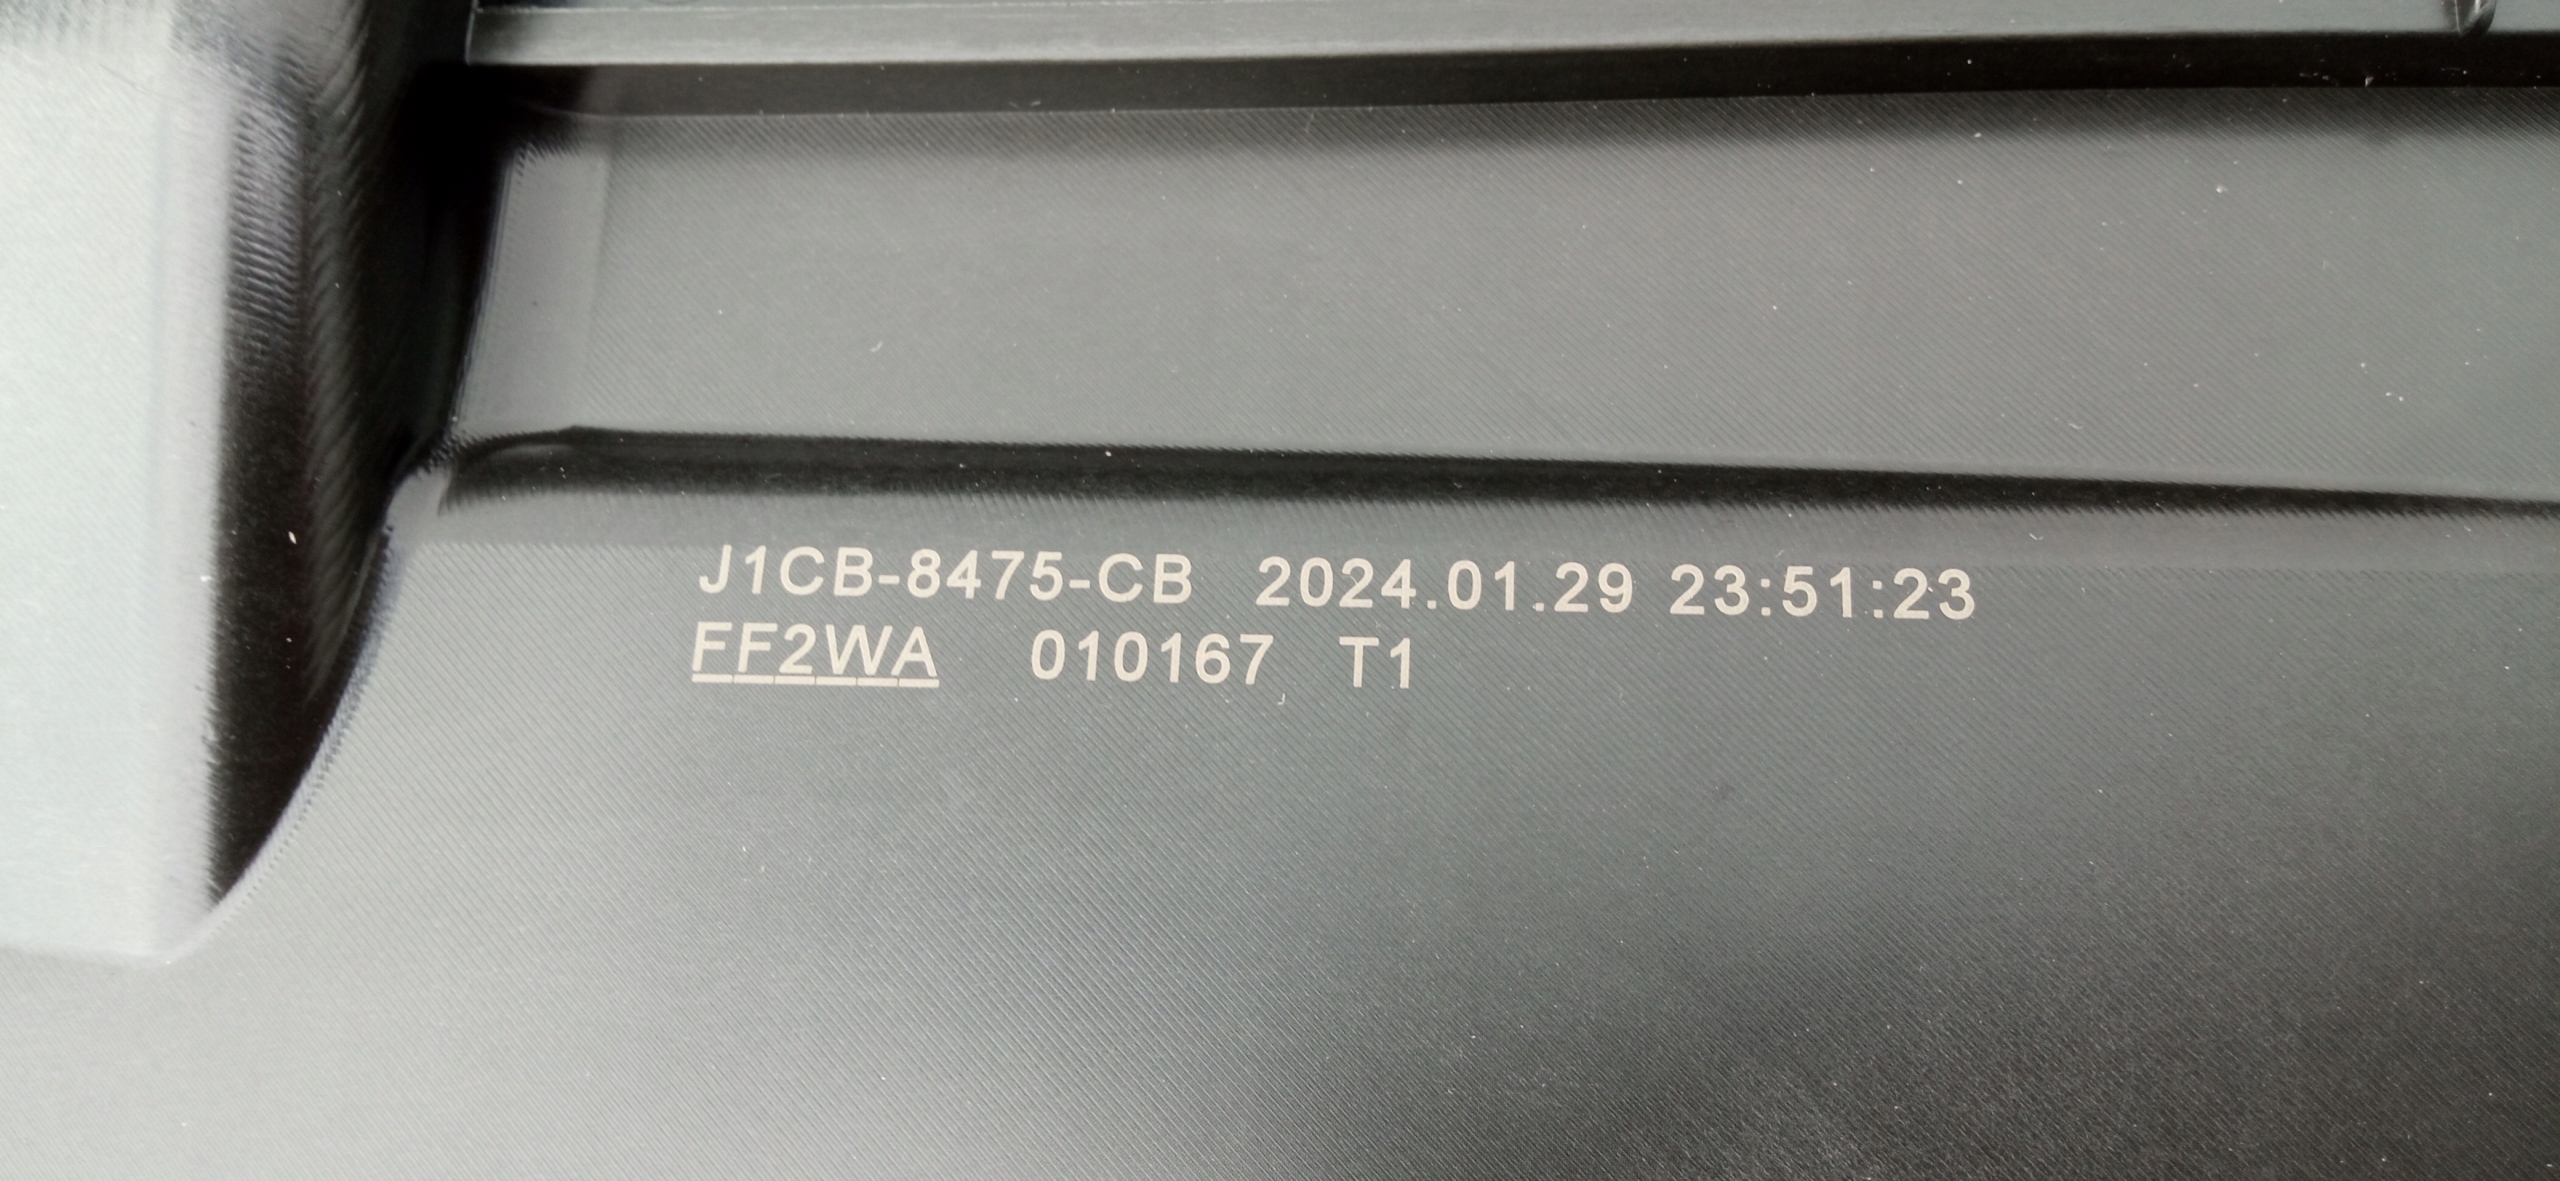 J1CB-8475-CB 2024.01.29 23:51:23
FF2WA 010167 T1